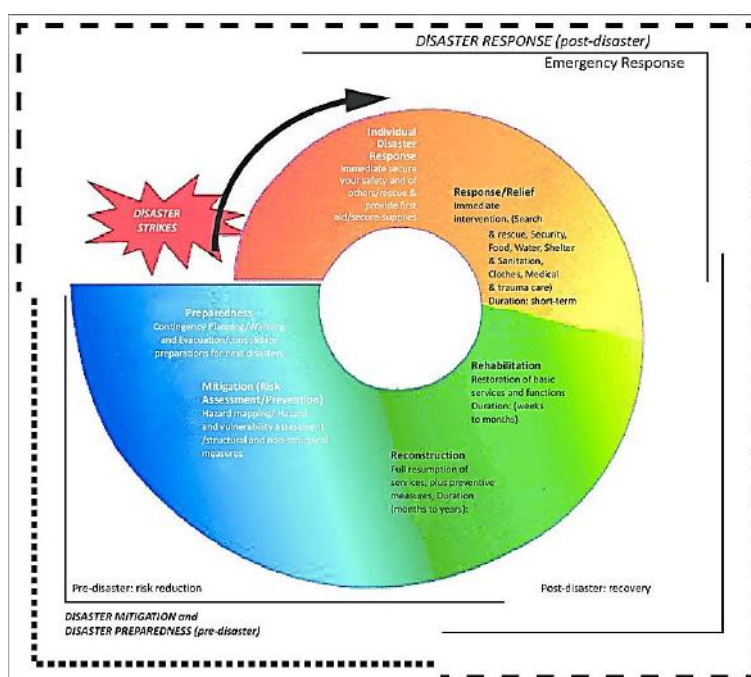 DISASTER RESPONSE (post-disaster)
Emergency Response
Individual
Disaster
Response
Immediate secure
your safety and of
others/rescue &
provide first
aid/secure-supplies
DISASTER
STRIKES
Response/Relief
Immediate
intervention. (Search
& rescue, Security,
Food, Water, Shelter
& Sanitation,
Clothes, Medical
& trauma care)
Duration: short-term
Preparedness
Contingency Planning/Warning
and Evacuation/consolidate
preparations for next disasters
Mitigation (Risk
Assessment/Prevention)
Hazard mapping/ Hazard
and vulnerability assessment
/structural and non-structural
measures
Rehabilitation
Restoration of basic
services and functions
Duration: (weeks
to months)
Reconstruction
Full resumption of
services, plus preventive
measures, Duration
(months to years):
Pre-disaster: risk reduction
Post-disaster: recovery
DISASTER MITIGATION and
DISASTER PREPAREDNESS (pre-disaster)